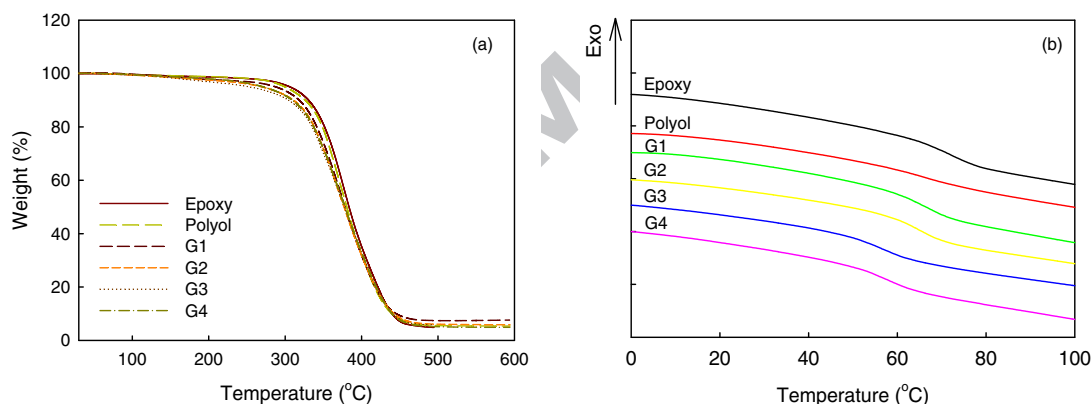 120
100
80
60
40
20
0
Weight (%)
(a)
Epoxy
Polyol
G1
G2
G3
G4
100 200 300 400 500 600
Temperature (°C)
Exo
(b)
Epoxy
Polyol
G1
G2
G3
G4
0 20 40 60 80 100
Temperature (°C)
M